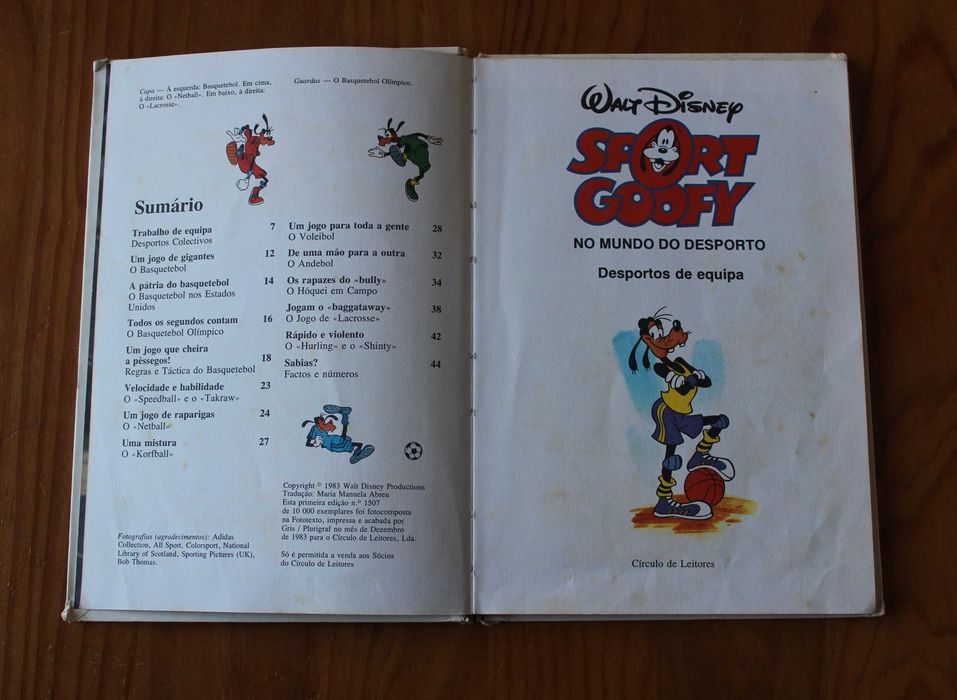 Capa — À esquerda: Basquetebol. Em cima,
à direita: O «Netball». Em baixo, à direita:
O «Lacrosse».
Guardas — O Basquetebol Olímpico.
Sumário
Trabalho de equipa 7
Desportos Colectivos
Um jogo de gigantes 12
O Basquetebol
A pátria do basquetebol 14
O Basquetebol nos Estados
Unidos
Todos os segundos contam 16
O Basquetebol Olímpico
Um jogo que cheira
a pêssegos! 18
Regras e Táctica do Basquetebol
Velocidade e habilidade 23
O «Speedball» e o «Takraw»
Um jogo de raparigas 24
O «Netball»
Uma mistura 27
O «Korfball»
Um jogo para toda a gente 28
O Voleibol
De uma mão para a outra 32
O Andebol
Os rapazes do «bully» 34
O Hóquei em Campo
Jogam o «baggataway» 38
O Jogo de «Lacrosse»
Rápido e violento 42
O «Hurling» e o «Shinty»
Sabias? 44
Factos e números
Fotografias (agradecimentos): Adidas
Collection, All Sport, Colorsport, National
Library of Scotland, Sporting Pictures (UK),
Bob Thomas.
Copyright © 1983 Walt Disney Productions
Tradução: Maria Manuela Abreu
Esta primeira edição n.º 1507
de 10 000 exemplares foi fotocomposta
na Fototexto, impressa e acabada por
Gris / Plurigraf no mês de Dezembro
de 1983 para o Círculo de Leitores, Lda.
Só é permitida a venda aos Sócios
do Círculo de Leitores
WALT DISNEY
SPORT
GOOFY
NO MUNDO DO DESPORTO
Desportos de equipa
Círculo de Leitores